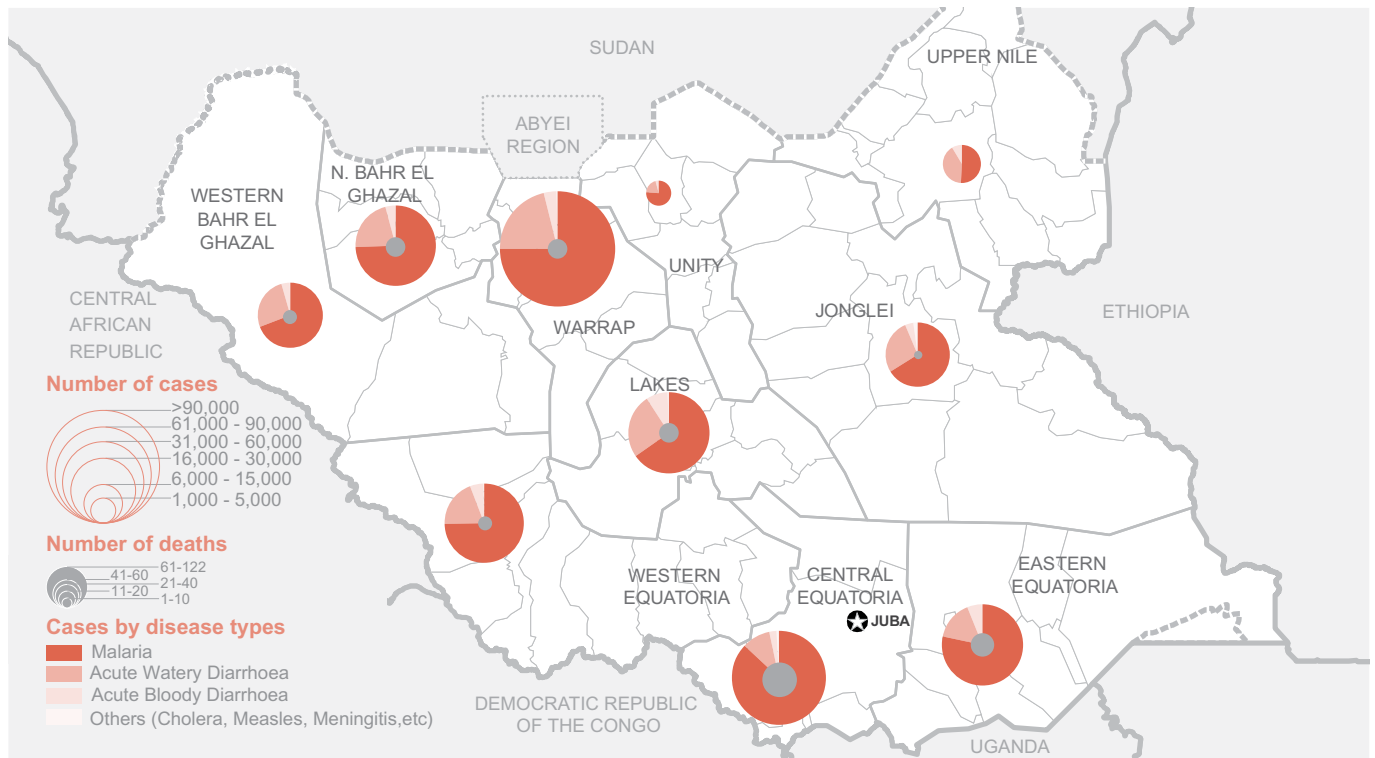 SUDAN
UPPER NILE
ABYEI
REGION
N. BAHR EL
GHAZAL
WESTERN
BAHR EL
GHAZAL
UNITY
CENTRAL
AFRICAN
REPUBLIC
JONGLEI
ETHIOPIA
WARRAP
LAKES
Number of cases
>90,000
61,000 - 90,000
31,000 - 60,000
16,000 - 30,000
6,000 - 15,000
1,000 - 5,000
Number of deaths
61-122
41-60
21-40
11-20
1-10
WESTERN
EQUATORIA
CENTRAL
EQUATORIA
EASTERN
EQUATORIA
JUBA
Cases by disease types
Malaria
Acute Watery Diarrhoea
Acute Bloody Diarrhoea
Others (Cholera, Measles, Meningitis,etc)
DEMOCRATIC REPUBLIC
OF THE CONGO
UGANDA